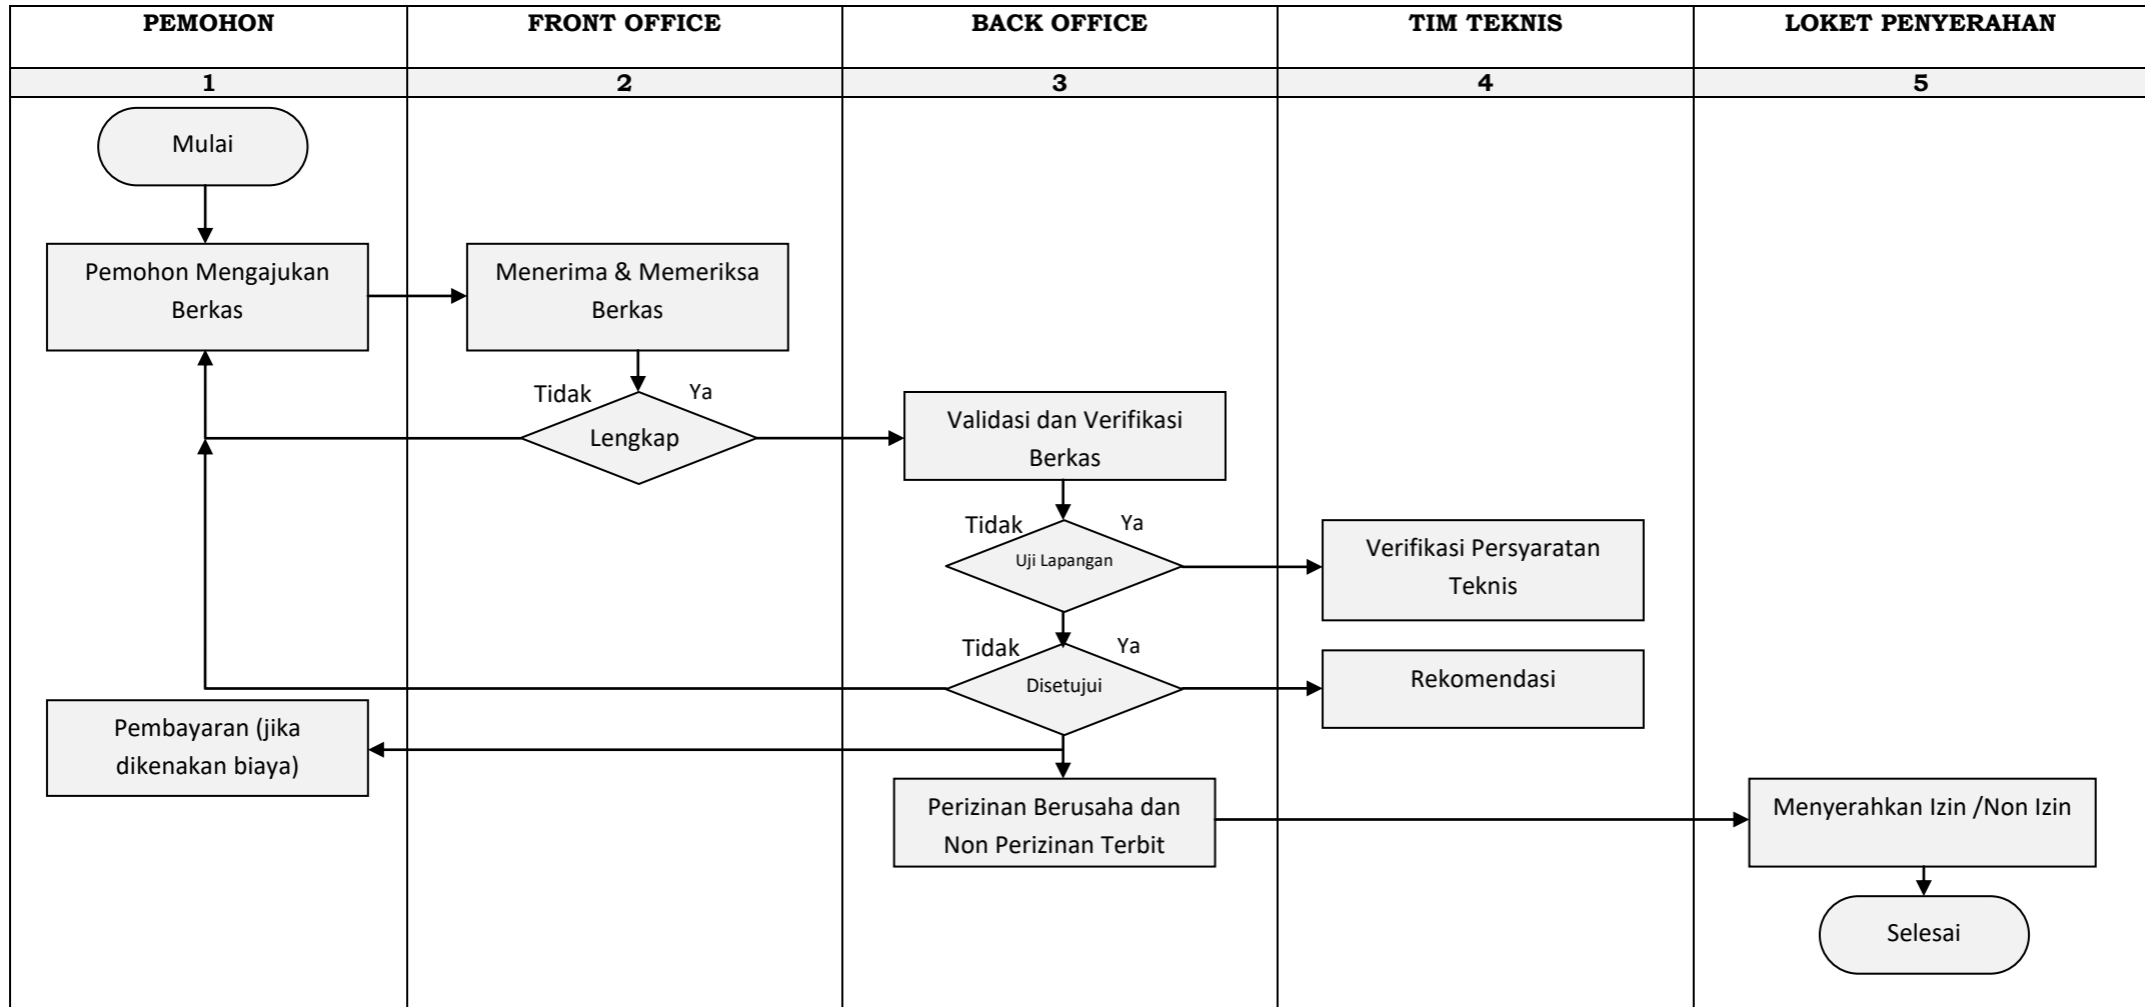 PEMOHON
FRONT OFFICE
BACK OFFICE
TIM TEKNIS
LOKET PENYERAHAN
1
2
3
4
5
Mulai
Pemohon Mengajukan
Berkas
Menerima & Memeriksa
Berkas
Tidak
Ya
Lengkap
Validasi dan Verifikasi
Berkas
Tidak
Ya
Uji Lapangan
Verifikasi Persyaratan
Teknis
Tidak
Ya
Disetujui
Rekomendasi
Pembayaran (jika
dikenakan biaya)
Perizinan Berusaha dan
Non Perizinan Terbit
Menyerahkan Izin /Non Izin
Selesai